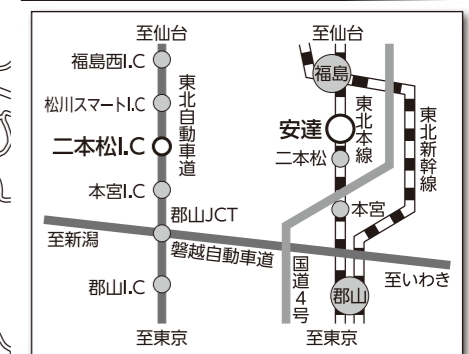 至仙台
福島西I.C
松川スマートI.C
東北自動車道
二本松I.C
本宮I.C
郡山JCT
至新潟
磐越自動車道
郡山I.C
至東京
至仙台
福島
安達
東北本線
東北新幹線
二本松
本宮
国道4号
至いわき
郡山
至東京